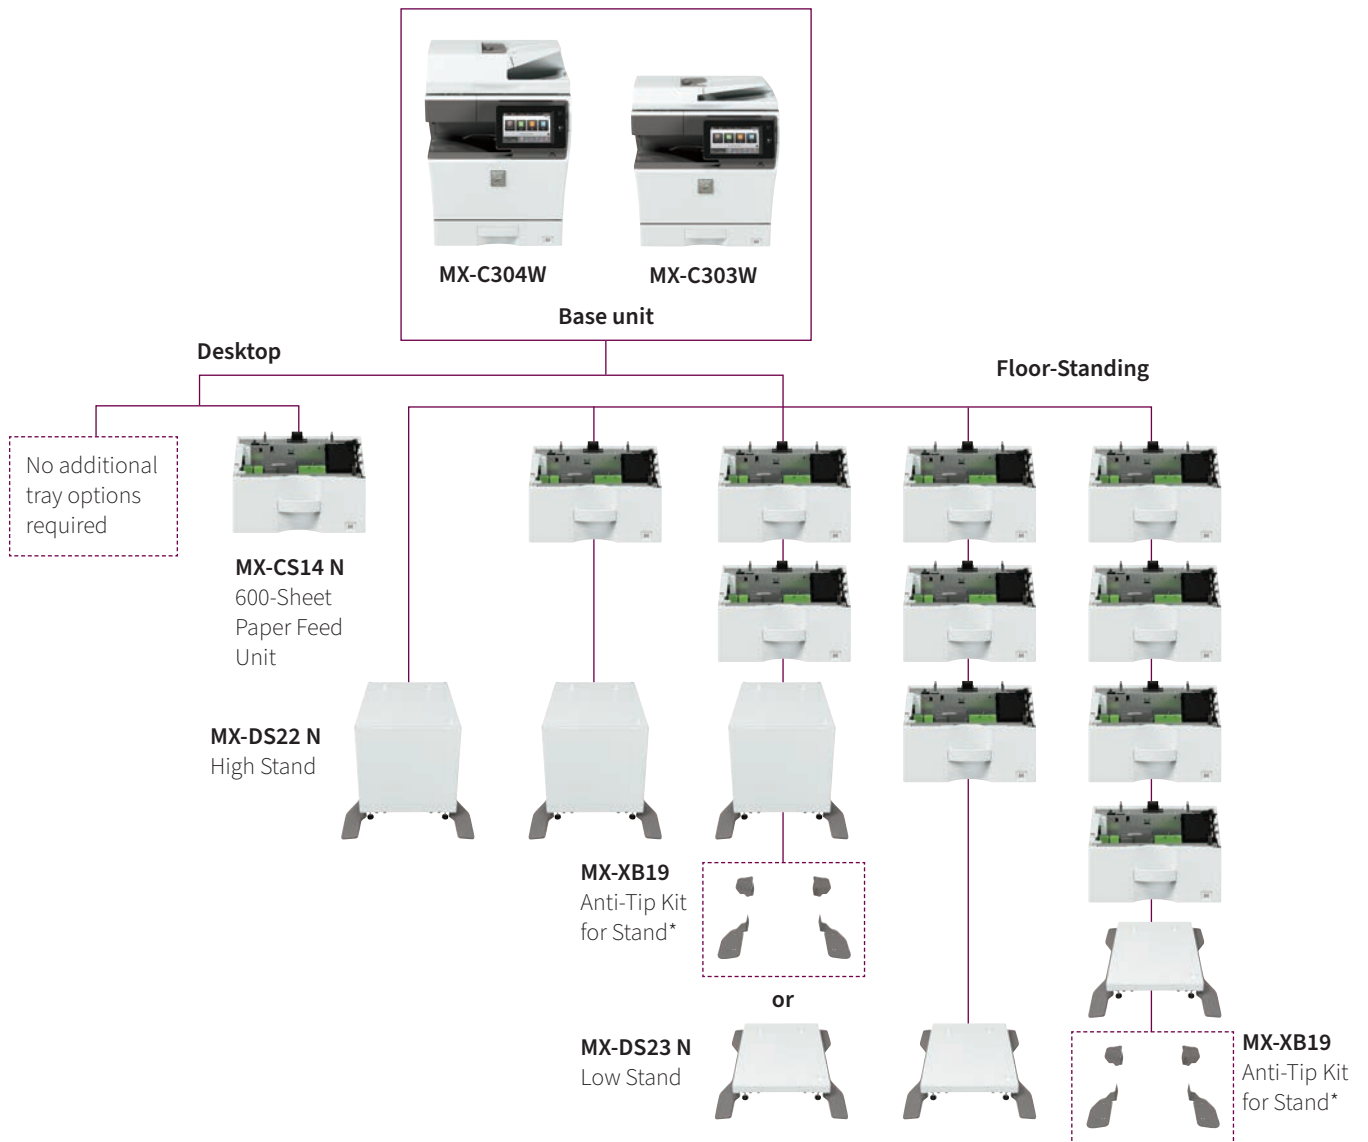 MX-C304W
MX-C303W
Base unit
Desktop
Floor-Standing
No additional
tray options
required
MX-CS14 N
600-Sheet
Paper Feed
Unit
MX-DS22 N
High Stand
MX-XB19
Anti-Tip Kit
for Stand*
or
MX-DS23 N
Low Stand
MX-XB19
Anti-Tip Kit
for Stand*